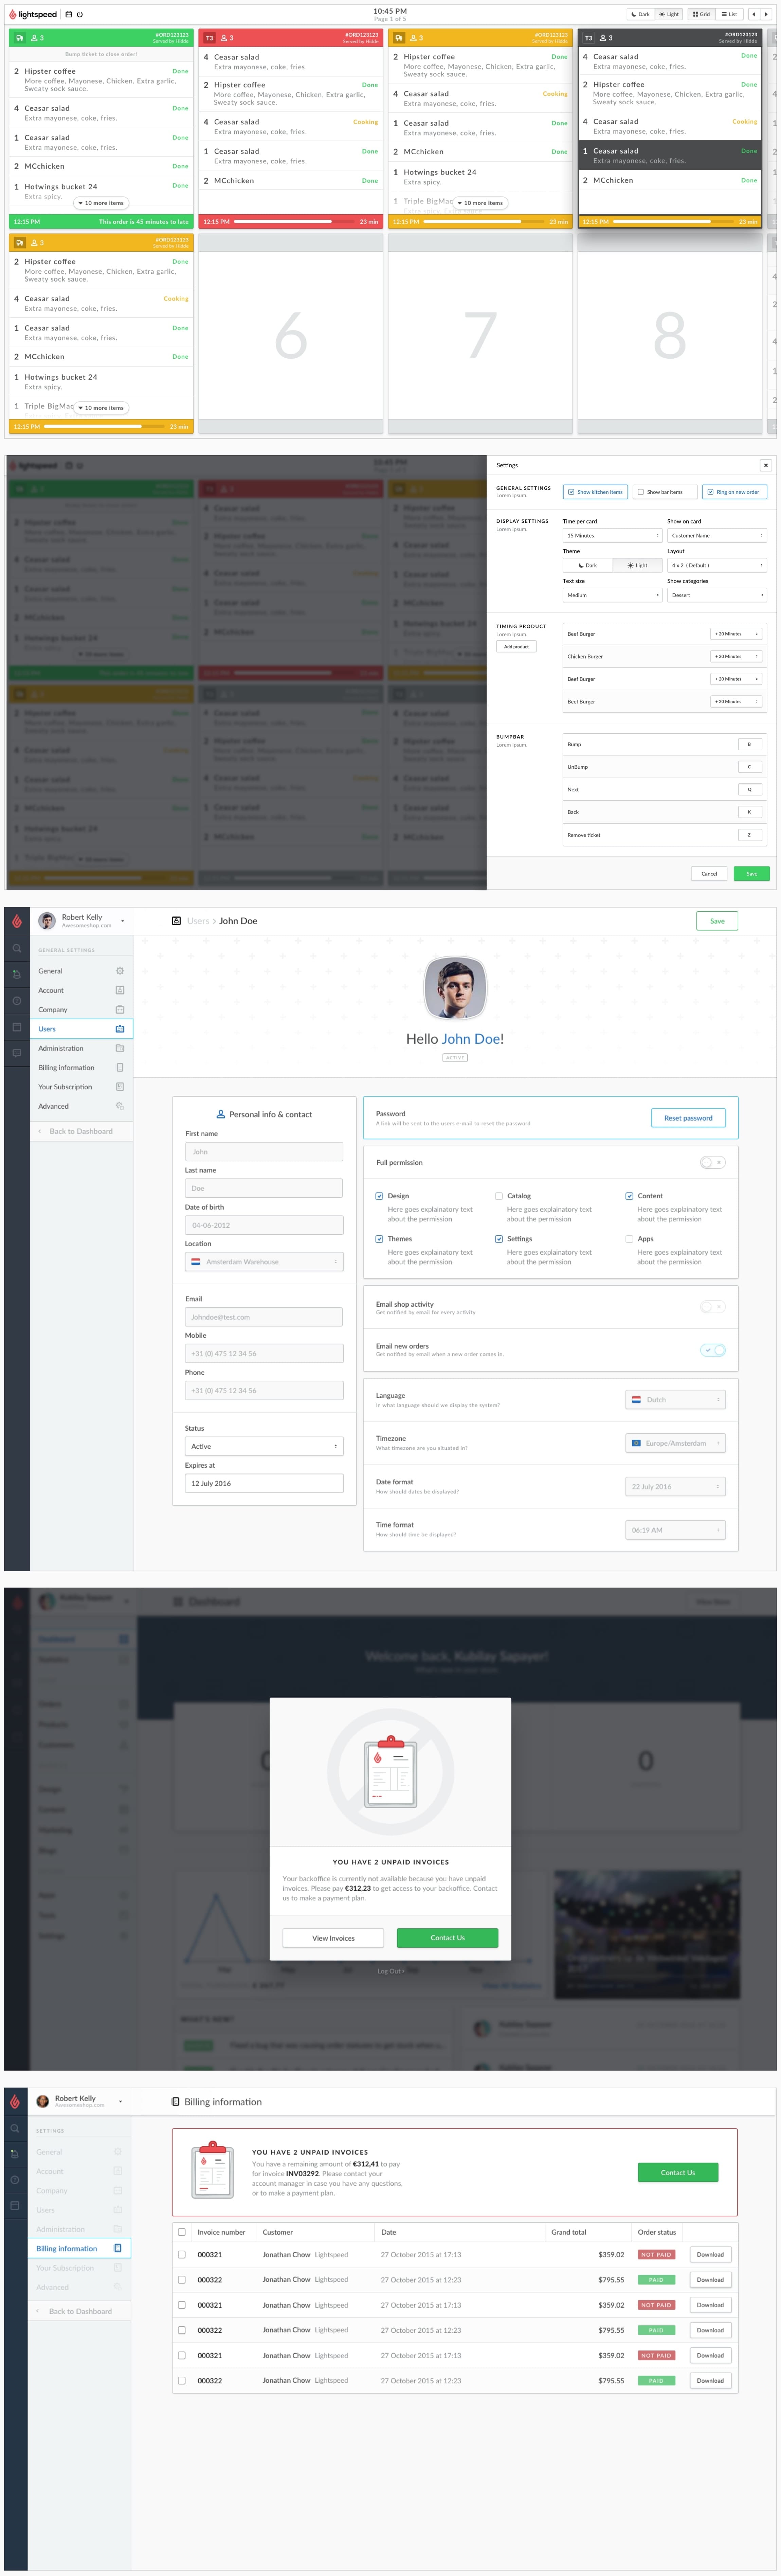 lightspeed
10:45 PM
Page 1 of 5
Dark Light Grid List
3 #ORD123123
Served by Hiddo
Bump ticket to close order!
2 Hipster coffee Done
More coffee, Mayonese, Chicken, Extra garlic,
Sweaty sock sauce.
4 Ceasar salad Done
Extra mayonese, coke, fries.
1 Ceasar salad Done
Extra mayonese, coke, fries.
2 MCchicken Done
1 Hotwings bucket 24 Done
Extra spicy.
10 more items
12:15 PM This order is 45 minutes to late
T3 3 #ORD123123
Served by Hiddo
4 Ceasar salad
Extra mayonese, coke, fries.
2 Hipster coffee Done
More coffee, Mayonese, Chicken, Extra garlic,
Sweaty sock sauce.
4 Ceasar salad Cooking
Extra mayonese, coke, fries.
1 Ceasar salad Done
Extra mayonese, coke, fries.
2 MCchicken Done
12:15 PM 23 min
3 #ORD123123
Served by Hiddo
2 Hipster coffee Done
More coffee, Mayonese, Chicken, Extra garlic,
Sweaty sock sauce.
4 Ceasar salad Cooking
Extra mayonese, coke, fries.
1 Ceasar salad Done
Extra mayonese, coke, fries.
2 MCchicken Done
1 Hotwings bucket 24
Extra spicy.
1 Triple BigMac
10 more items
12:15 PM 23 min
T3 3 #ORD123123
Served by Hiddo
4 Ceasar salad Done
Extra mayonese, coke, fries.
2 Hipster coffee Done
More coffee, Mayonese, Chicken, Extra garlic,
Sweaty sock sauce.
4 Ceasar salad Cooking
Extra mayonese, coke, fries.
1 Ceasar salad Done
Extra mayonese, coke, fries.
2 MCchicken Done
12:15 PM 23 min
3 #ORD123123
Served by Hiddo
2 Hipster coffee Done
More coffee, Mayonese, Chicken, Extra garlic,
Sweaty sock sauce.
4 Ceasar salad Cooking
Extra mayonese, coke, fries.
1 Ceasar salad Done
Extra mayonese, coke, fries.
2 MCchicken Done
1 Hotwings bucket 24
Extra spicy.
1 Triple BigMac
10 more items
12:15 PM 23 min
6
7
8
Settings
GENERAL SETTINGS
Lorem Ipsum.
Show kitchen items Show bar items Ring on new order
DISPLAY SETTINGS
Lorem Ipsum.
Time per card Show on card
15 Minutes Customer Name
Theme Layout
Dark Light 4 x 2 ( Default )
Text size Show categories
Medium Dessert
TIMING PRODUCT
Lorem Ipsum.
Add product
Beef Burger + 20 Minutes
Chicken Burger + 20 Minutes
Beef Burger + 20 Minutes
Beef Burger + 20 Minutes
BUMPBAR
Lorem Ipsum.
Bump B
UnBump C
Next Q
Back K
Remove ticket Z
Cancel Save
Robert Kelly
Awesomeshop.com
Users > John Doe
Save
GENERAL SETTINGS
General
Account
Company
Users
Administration
Billing information
Your Subscription
Advanced
Back to Dashboard
Hello John Doe!
ACTIVE
Personal info & contact
First name
John
Last name
Doe
Date of birth
04-06-2012
Location
Amsterdam Warehouse
Email
Johndoe@test.com
Mobile
+31 (0) 475 12 34 56
Phone
+31 (0) 475 12 34 56
Status
Active
Expires at
12 July 2016
Password
A link will be sent to the users e-mail to reset the password
Reset password
Full permission
Design Catalog Content
Here goes explainatory text Here goes explainatory text Here goes explainatory text
about the permission about the permission about the permission
Themes Settings Apps
Here goes explainatory text Here goes explainatory text Here goes explainatory text
about the permission about the permission about the permission
Email shop activity
Get notified by email for every activity
Email new orders
Get notified by email when a new order comes in.
Language
In what language should we display the system?
Dutch
Timezone
What timezone are you situated in?
Europe/Amsterdam
Date format
How should dates be displayed?
22 July 2016
Time format
How should time be displayed?
06:19 AM
Dashboard
Welcome back, Kubilay Sapayer!
YOU HAVE 2 UNPAID INVOICES
Your backoffice is currently not available because you have unpaid
invoices. Please pay €312,23 to get access to your backoffice. Contact
us to make a payment plan.
View Invoices Contact Us
Log Out
Robert Kelly
Awesomeshop.com
Billing information
SETTINGS
General
Account
Company
Users
Administration
Billing information
Your Subscription
Advanced
Back to Dashboard
YOU HAVE 2 UNPAID INVOICES
You have a remaining amount of €312,41 to pay
for invoice INV03292. Please contact your
account manager in case you have any questions,
or to make a payment plan.
Contact Us
Invoice number Customer Date Grand total Order status
000321 Jonathan Chow Lightspeed 27 October 2015 at 17:13 $359.02 NOT PAID Download
000322 Jonathan Chow Lightspeed 27 October 2015 at 12:23 $795.55 PAID Download
000321 Jonathan Chow Lightspeed 27 October 2015 at 17:13 $359.02 NOT PAID Download
000322 Jonathan Chow Lightspeed 27 October 2015 at 12:23 $795.55 PAID Download
000321 Jonathan Chow Lightspeed 27 October 2015 at 17:13 $359.02 NOT PAID Download
000322 Jonathan Chow Lightspeed 27 October 2015 at 12:23 $795.55 PAID Download